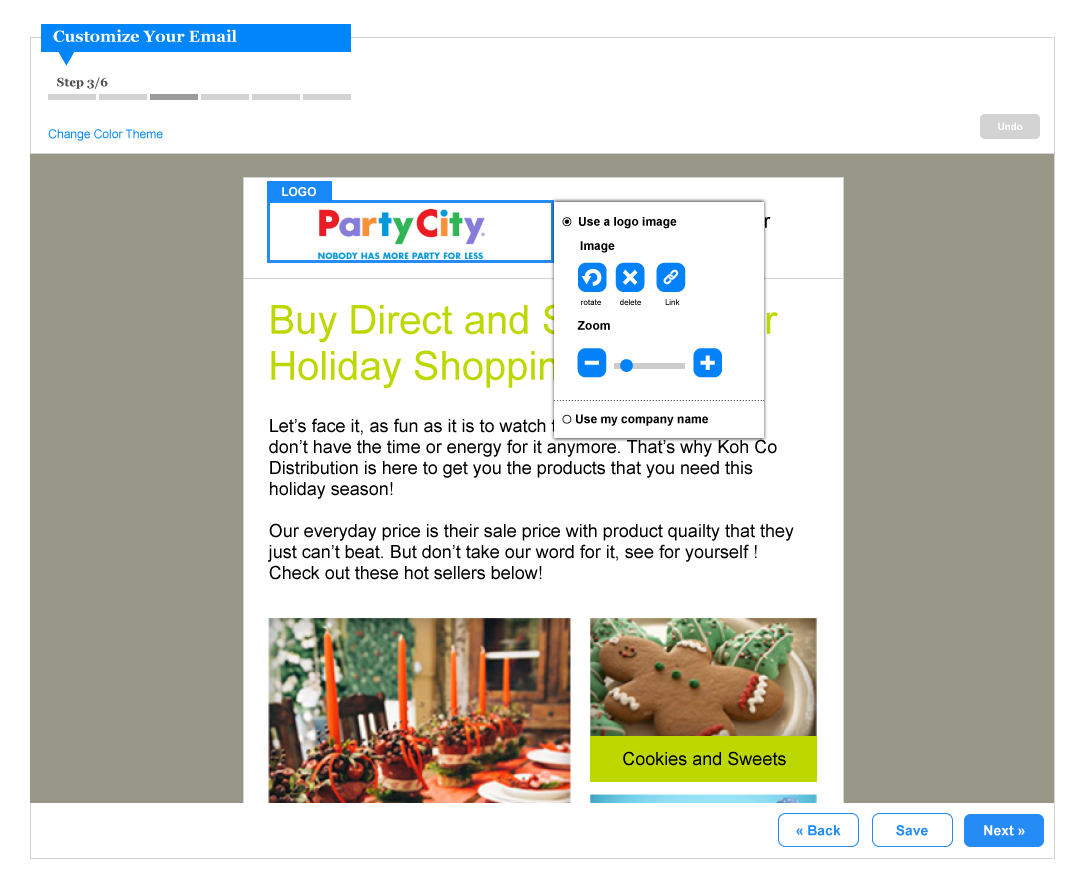 Customize Your Email
Step 3/6
Change Color Theme
Undo
LOGO
PartyCity
NOBODY HAS MORE PARTY FOR LESS
r
Use a logo image
Image
rotate
delete
Link
Zoom
Use my company name
Buy Direct and S r
Holiday Shoppin
Let's face it, as fun as it is to watch
don't have the time or energy for it anymore. That's why Koh Co
Distribution is here to get you the products that you need this
holiday season!
Our everyday price is their sale price with product quailty that they
just can't beat. But don't take our word for it, see for yourself !
Check out these hot sellers below!
Cookies and Sweets
« Back
Save
Next »